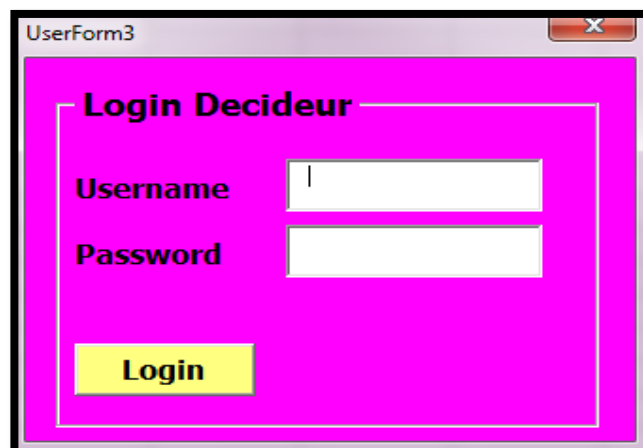 UserForm3
Login Decideur
Username
Password
Login